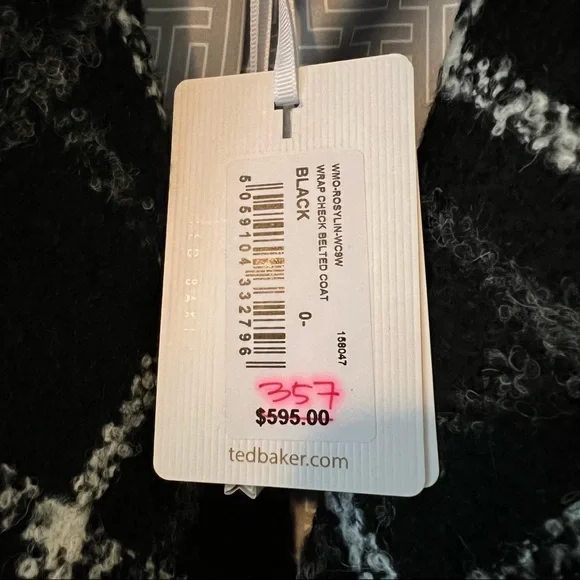 WMO-ROSYLIN-WC9W
WRAP CHECK BELTED COAT
158047
BLACK
0-
5 059104 332796
357
$595.00
tedbaker.com